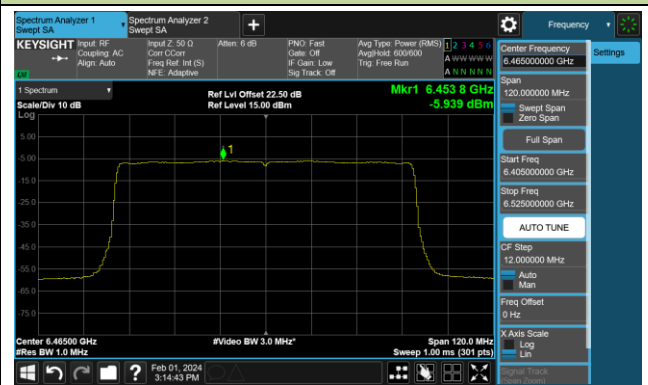 Spectrum Analyzer 1
Swept SA
Spectrum Analyzer 2
Swept SA
+
Frequency
KEYSIGHT
Input: RF
Coupling: AC
Align: Auto
Input Z: 50 Ω
Corr CCorr
Freq Ref: Int (S)
NFE: Adaptive
Atten: 6 dB
PNO: Fast
Gate: Off
IF Gain: Low
Sig Track: Off
Avg Type: Power (RMS)
Avg|Hold: 600/600
Trig: Free Run
1 2 3 4 5 6
A W W W W W
A N N N N N
LXI
1 Spectrum
Scale/Div 10 dB
Log
Ref Lvl Offset 22.50 dB
Ref Level 15.00 dBm
Mkr1 6.453 8 GHz
-5.939 dBm
5.00
-5.00
-15.0
-25.0
-35.0
-45.0
-55.0
-65.0
-75.0
1
Center 6.46500 GHz
#Res BW 1.0 MHz
#Video BW 3.0 MHz*
Span 120.0 MHz
Sweep 1.00 ms (301 pts)
Feb 01, 2024
3:14:43 PM
?
Center Frequency
6.465000000 GHz
Span
120.000000 MHz
Swept Span
Zero Span
Full Span
Start Freq
6.405000000 GHz
Stop Freq
6.525000000 GHz
AUTO TUNE
CF Step
12.000000 MHz
Auto
Man
Freq Offset
0 Hz
X Axis Scale
Log
Lin
Signal Track
(Span Zoom)
Settings